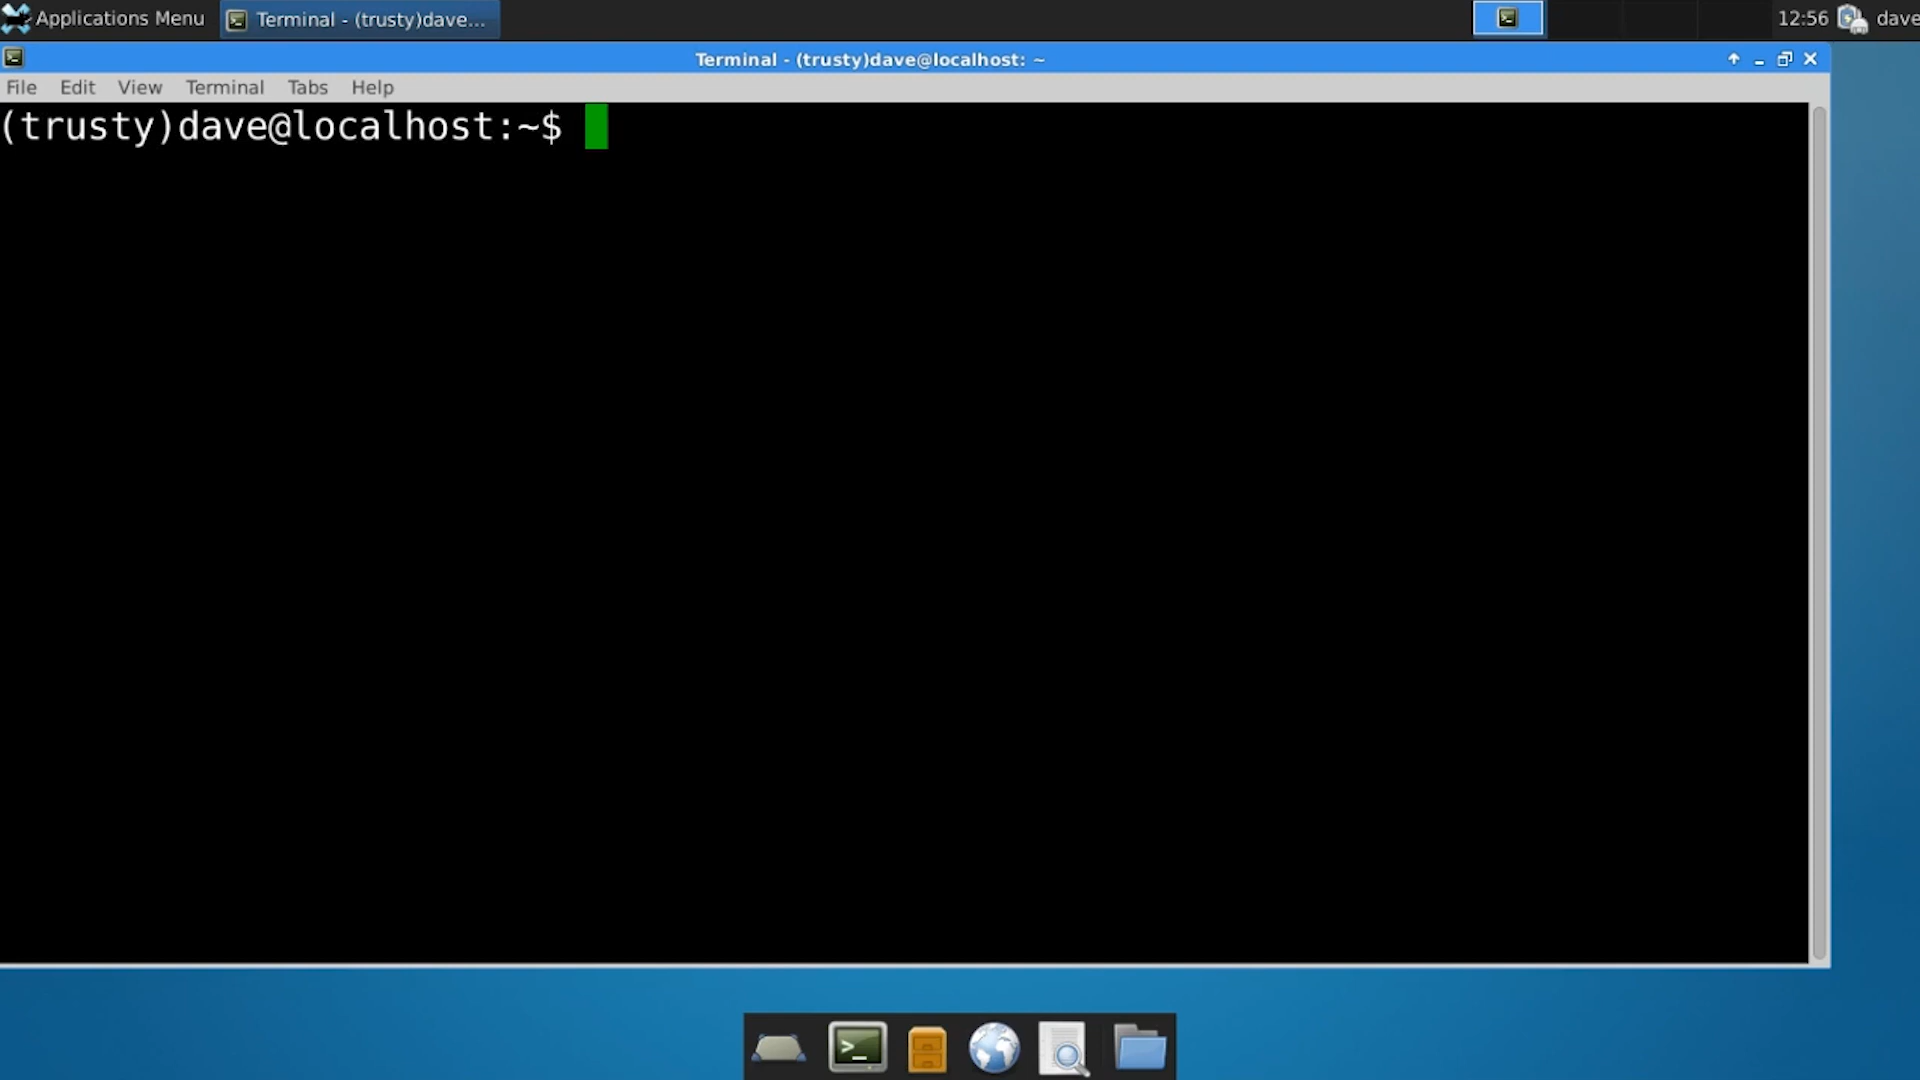 Applications Menu
Terminal - (trusty)dave...
12:56
dave
Terminal - (trusty)dave@localhost: ~
File Edit View Terminal Tabs Help
(trusty)dave@localhost:~$
>_